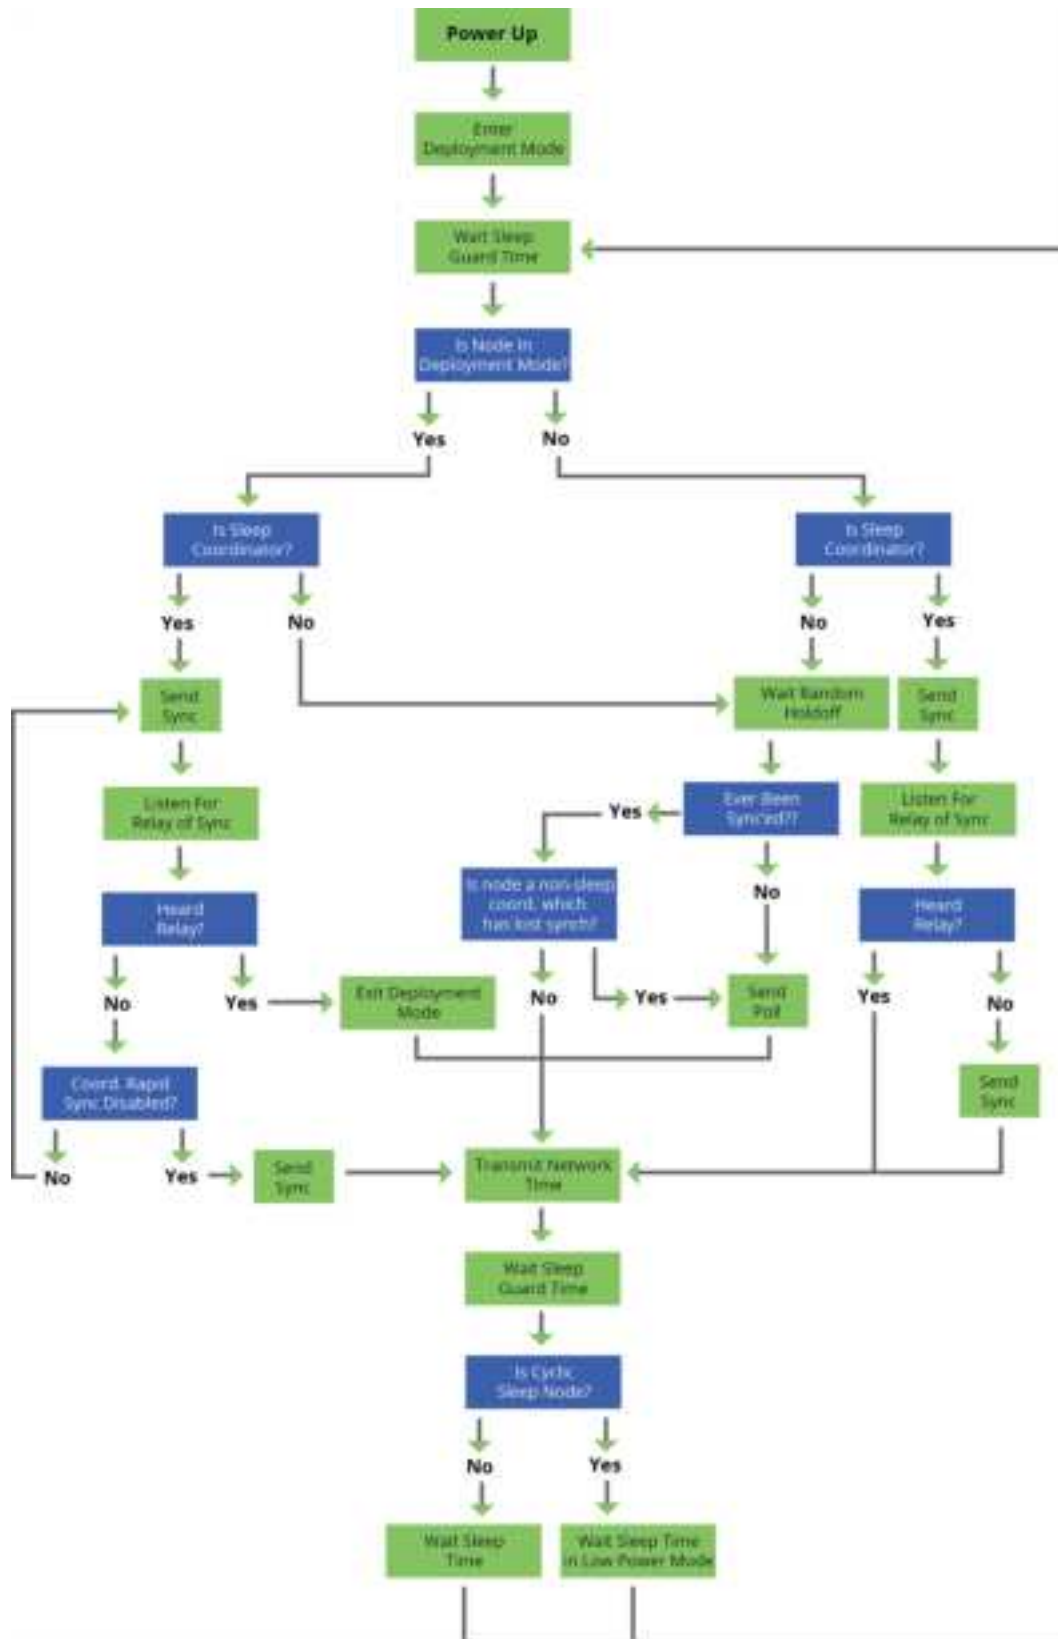 Power Up
Enter
Deployment Mode
Wait Sleep
Guard Time
Is Node In
Deployment Mode?
Yes
No
Is Sleep
Coordinator?
Is Sleep
Coordinator?
Yes
No
No
Yes
Send
Sync
Wait Random
Holdoff
Send
Sync
Listen For
Relay of Sync
Yes
Ever Been
Sync'ed??
Listen For
Relay of Sync
Heard
Relay?
Is node a non-sleep
coord. which
has lost synch?
No
Heard
Relay?
No
Yes
Exit Deployment
Mode
No
Yes
Send
Poll
Yes
No
Coord. Rapid
Sync Disabled?
Send
Sync
No
Yes
Send
Sync
Transmit Network
Time
Wait Sleep
Guard Time
Is Cyclic
Sleep Node?
No
Yes
Wait Sleep
Time
Wait Sleep Time
in Low Power Mode